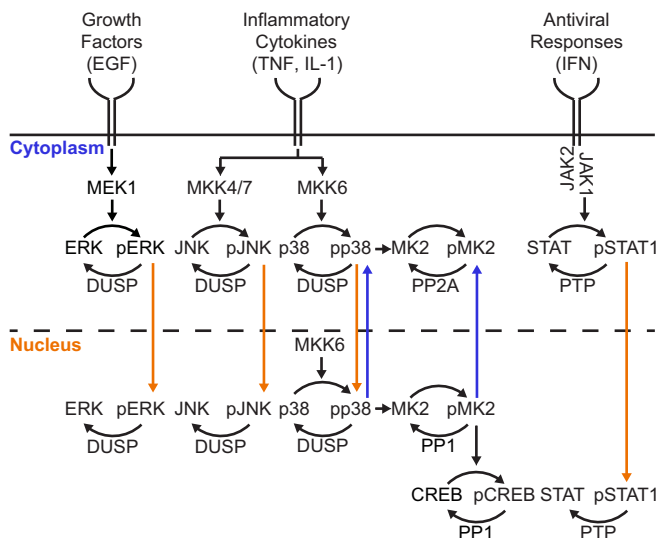 Growth
Factors
(EGF)
Inflammatory
Cytokines
(TNF, IL-1)
Antiviral
Responses
(IFN)
Cytoplasm
JAK2
JAK1
MEK1
MKK4/7
MKK6
ERK pERK JNK pJNK p38 pp38 MK2 pMK2 STAT pSTAT1
DUSP DUSP DUSP PP2A PTP
Nucleus
MKK6
ERK pERK JNK pJNK p38 pp38 MK2 pMK2
DUSP DUSP DUSP PP1
CREB pCREB STAT pSTAT1
PP1 PTP